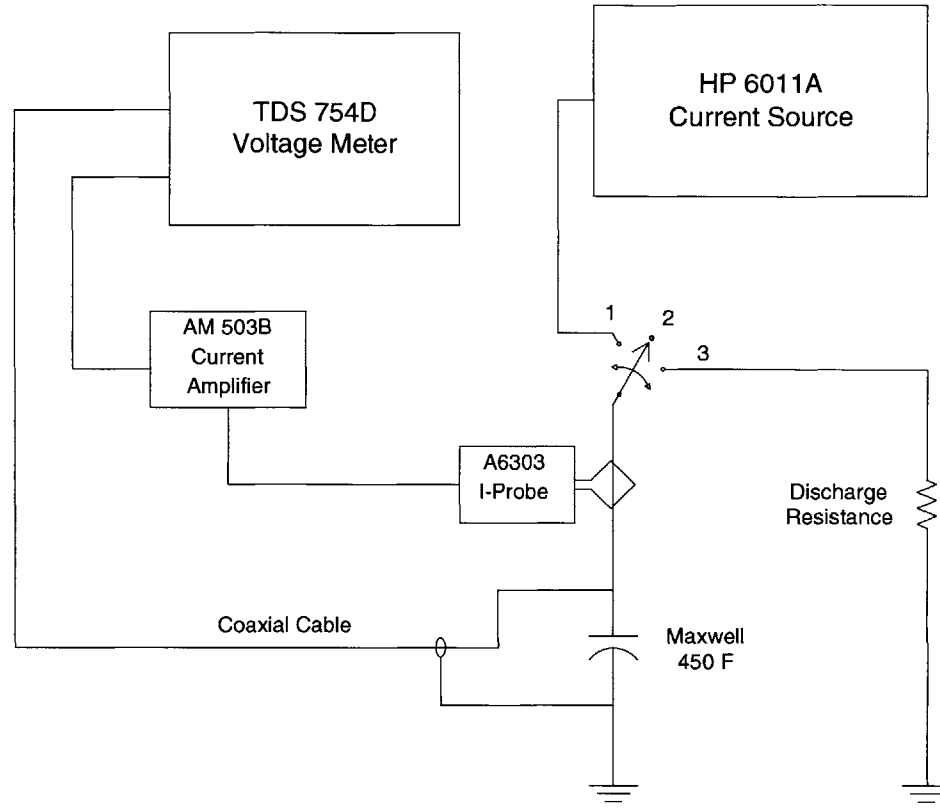 TDS 754D
Voltage Meter
HP 6011A
Current Source
1
2
3
AM 503B
Current
Amplifier
A6303
I-Probe
Discharge
Resistance
Coaxial Cable
Maxwell
450 F